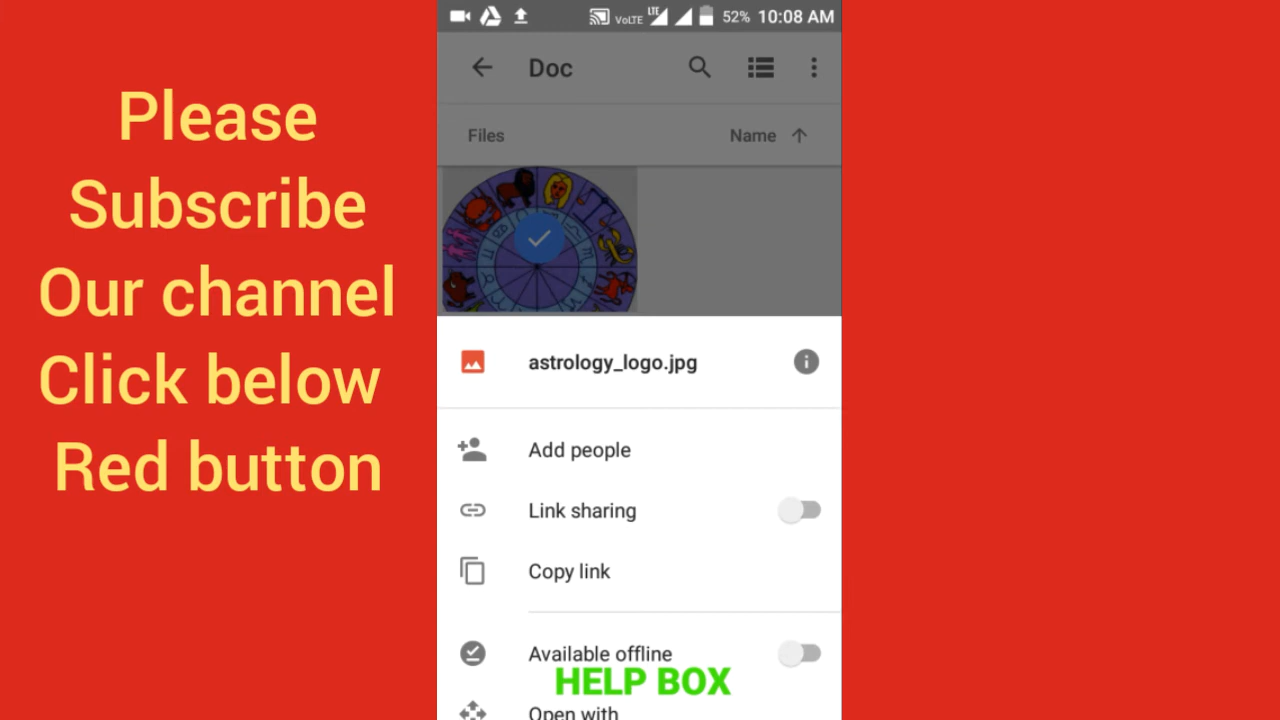 Please
Subscribe
Our channel
Click below
Red button
VoLTE LTE 52% 10:08 AM
Doc
Files Name
astrology_logo.jpg
Add people
Link sharing
Copy link
Available offline
HELP BOX
Open with